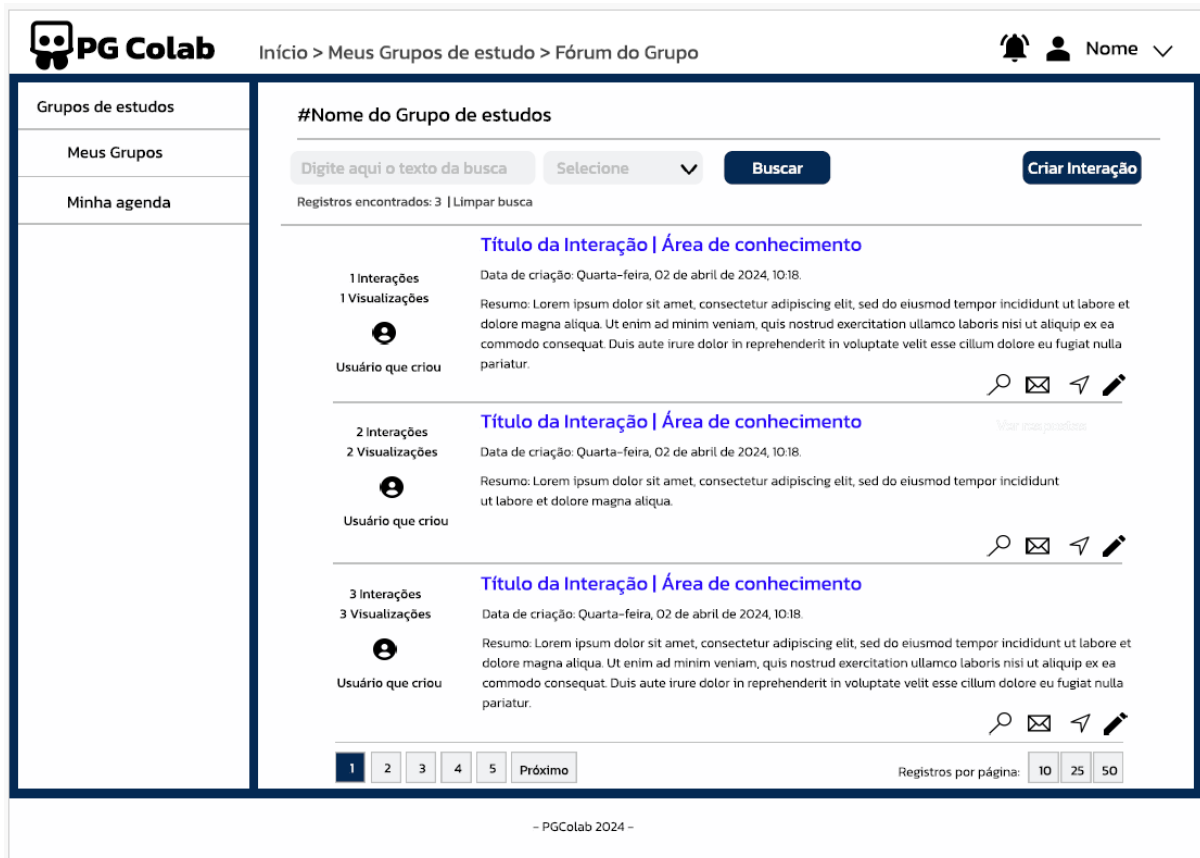 PG Colab
Início > Meus Grupos de estudo > Fórum do Grupo
Nome
Grupos de estudos
Meus Grupos
Minha agenda
#Nome do Grupo de estudos
Digite aqui o texto da busca
Selecione
Buscar
Criar Interação
Registros encontrados: 3 | Limpar busca
1 Interações
1 Visualizações
Usuário que criou
Título da Interação | Área de conhecimento
Data de criação: Quarta-feira, 02 de abril de 2024, 10:18.
Resumo: Lorem ipsum dolor sit amet, consectetur adipiscing elit, sed do eiusmod tempor incididunt ut labore et
dolore magna aliqua. Ut enim ad minim veniam, quis nostrud exercitation ullamco laboris nisi ut aliquip ex ea
commodo consequat. Duis aute irure dolor in reprehenderit in voluptate velit esse cillum dolore eu fugiat nulla
pariatur.
2 Interações
2 Visualizações
Usuário que criou
Título da Interação | Área de conhecimento
Ver respostas
Data de criação: Quarta-feira, 02 de abril de 2024, 10:18.
Resumo: Lorem ipsum dolor sit amet, consectetur adipiscing elit, sed do eiusmod tempor incididunt
ut labore et dolore magna aliqua.
3 Interações
3 Visualizações
Usuário que criou
Título da Interação | Área de conhecimento
Data de criação: Quarta-feira, 02 de abril de 2024, 10:18.
Resumo: Lorem ipsum dolor sit amet, consectetur adipiscing elit, sed do eiusmod tempor incididunt ut labore et
dolore magna aliqua. Ut enim ad minim veniam, quis nostrud exercitation ullamco laboris nisi ut aliquip ex ea
commodo consequat. Duis aute irure dolor in reprehenderit in voluptate velit esse cillum dolore eu fugiat nulla
pariatur.
1 2 3 4 5 Próximo
Registros por página: 10 25 50
- PGColab 2024 -